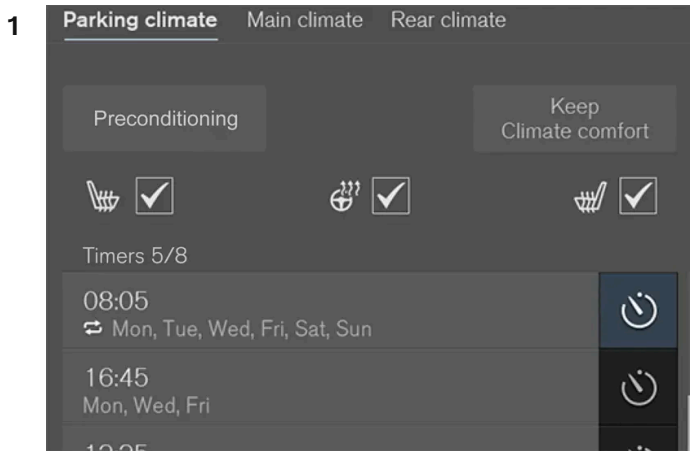 1
Parking climate Main climate Rear climate
Preconditioning
Keep
Climate comfort
Timers 5/8
08:05
Mon, Tue, Wed, Fri, Sat, Sun
16:45
Mon, Wed, Fri